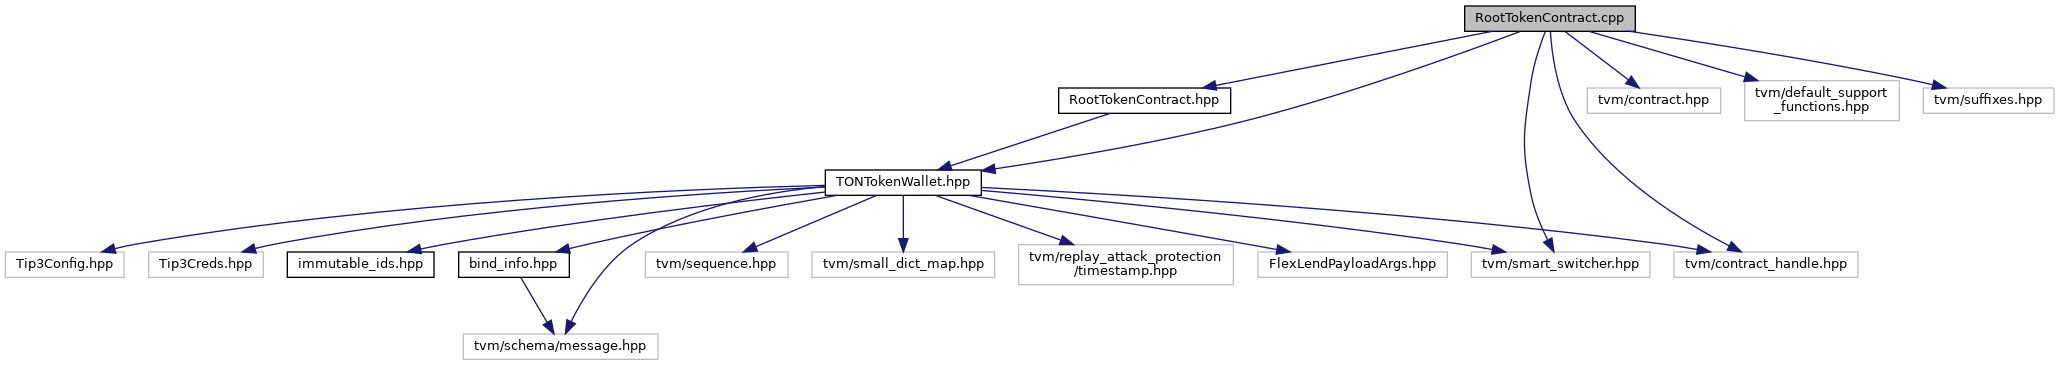 RootTokenContract.cpp
RootTokenContract.hpp
tvm/contract.hpp
tvm/default_support
_functions.hpp
tvm/suffixes.hpp
TONTokenWallet.hpp
Tip3Config.hpp
Tip3Creds.hpp
immutable_ids.hpp
bind_info.hpp
tvm/sequence.hpp
tvm/small_dict_map.hpp
tvm/replay_attack_protection
/timestamp.hpp
FlexLendPayloadArgs.hpp
tvm/smart_switcher.hpp
tvm/contract_handle.hpp
tvm/schema/message.hpp